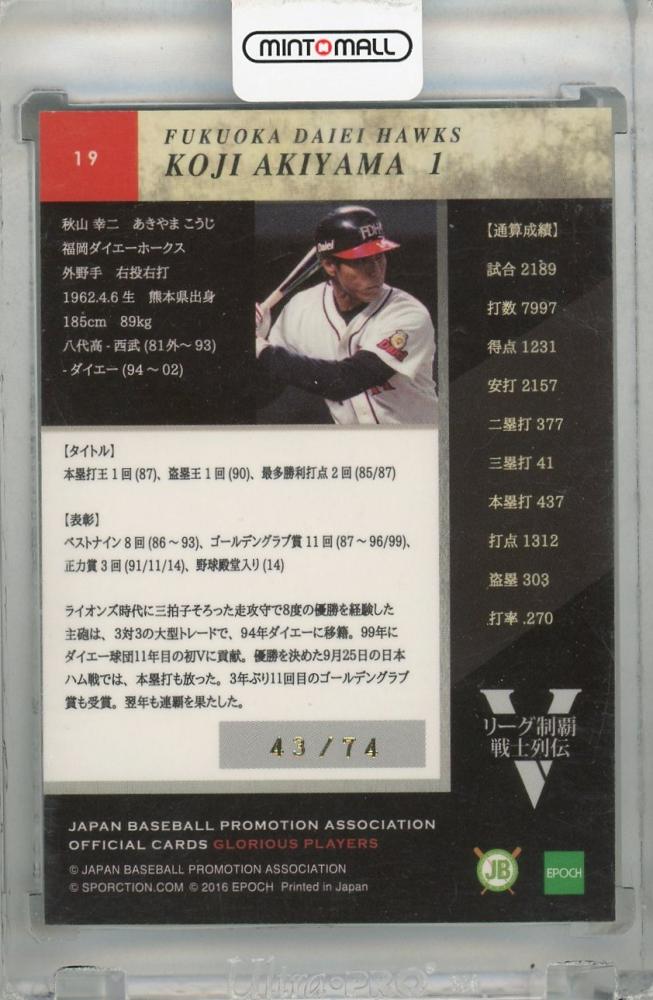 MINTOMALL
19
FUKUOKA DAIEI HAWKS
KOJI AKIYAMA 1
秋山 幸二 あきやま こうじ
福岡ダイエーホークス
外野手 右投右打
1962.4.6 生 熊本県出身
185cm 89kg
八代高 - 西武 (81外〜 93)
- ダイエー (94 〜 02)
【通算成績】
試合 2189
打数 7997
得点 1231
安打 2157
二塁打 377
三塁打 41
本塁打 437
打点 1312
盗塁 303
打率 .270
【タイトル】
本塁打王 1 回 (87)、盗塁王 1 回 (90)、最多勝利打点 2 回 (85/87)
【表彰】
ベストナイン 8 回 (86 〜 93)、ゴールデングラブ賞 11 回 (87 〜 96/99)、
正力賞 3 回 (91/11/14)、野球殿堂入り (14)
ライオンズ時代に三拍子そろった走攻守で8度の優勝を経験した
主砲は、3対3の大型トレードで、94年ダイエーに移籍。99年に
ダイエー球団11年目の初Vに貢献。優勝を決めた9月25日の日本
ハム戦では、本塁打も放った。3年ぶり11回目のゴールデングラブ
賞も受賞。翌年も連覇を果たした。
43/74
リーグ制覇
戦士列伝
JAPAN BASEBALL PROMOTION ASSOCIATION
OFFICIAL CARDS GLORIOUS PLAYERS
© JAPAN BASEBALL PROMOTION ASSOCIATION
© SPORCTION.COM © 2016 EPOCH Printed in Japan
JB
EPOCH
Ultra-PRO